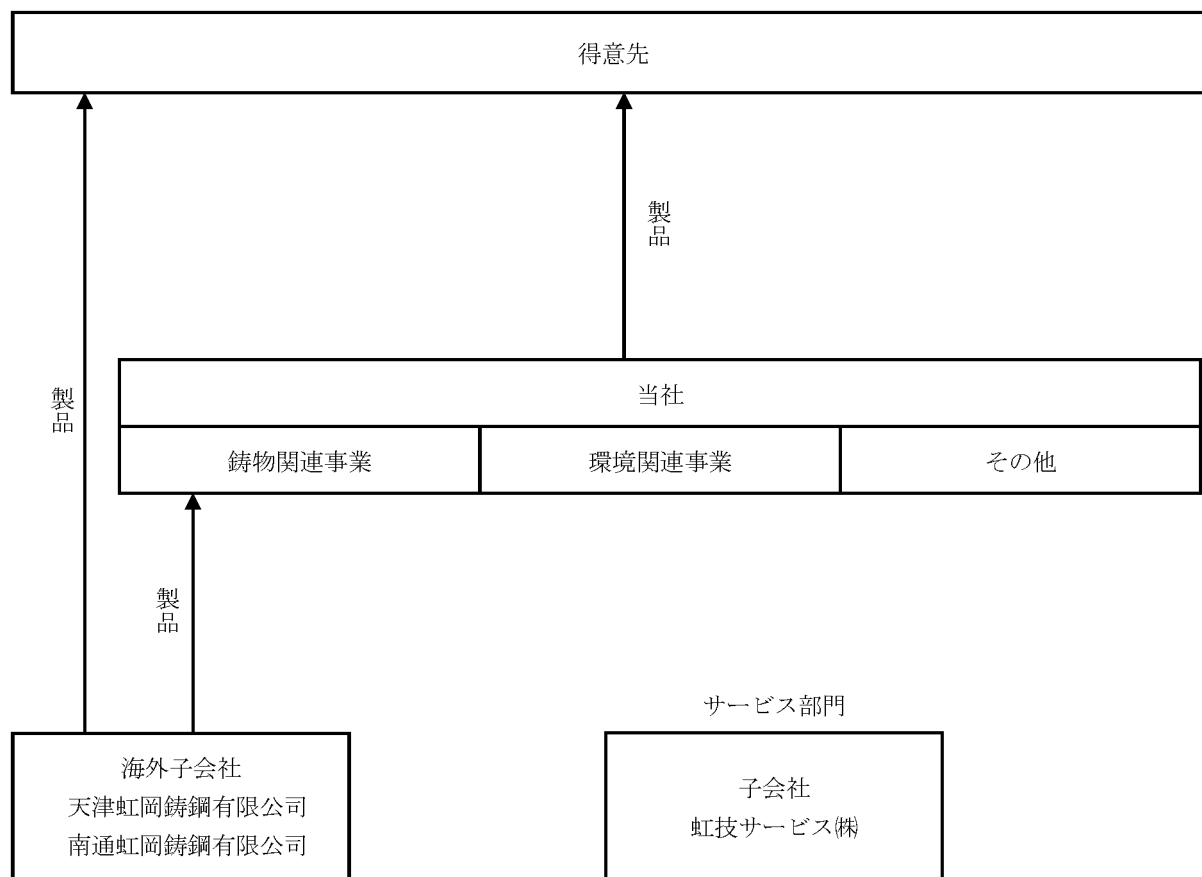 得意先
製品
製品
当社
鋳物関連事業
環境関連事業
その他
製品
サービス部門
海外子会社
天津虹岡鋳鋼有限公司
南通虹岡鋳鋼有限公司
子会社
虹技サービス㈱